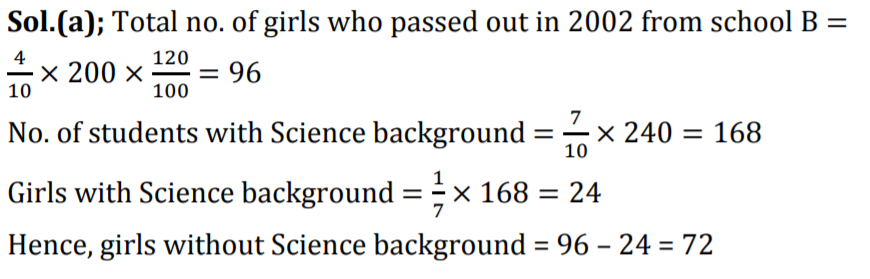 Sol.(a); Total no. of girls who passed out in 2002 from school B =
4/10 × 200 × 120/100 = 96
No. of students with Science background = 7/10 × 240 = 168
Girls with Science background = 1/7 × 168 = 24
Hence, girls without Science background = 96 – 24 = 72